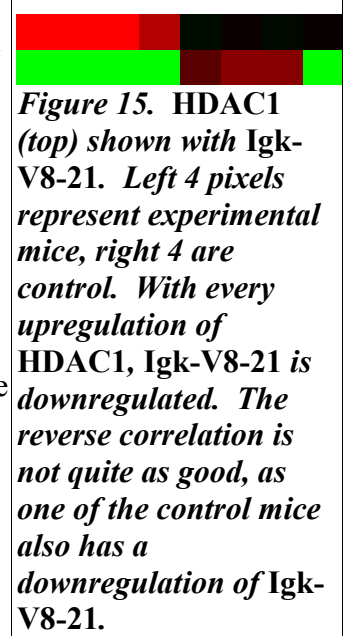 Figure 15. HDAC1
(top) shown with Igk-
V8-21. Left 4 pixels
represent experimental
mice, right 4 are
control. With every
upregulation of
HDAC1, Igk-V8-21 is
downregulated. The
reverse correlation is
not quite as good, as
one of the control mice
also has a
downregulation of Igk-
V8-21.